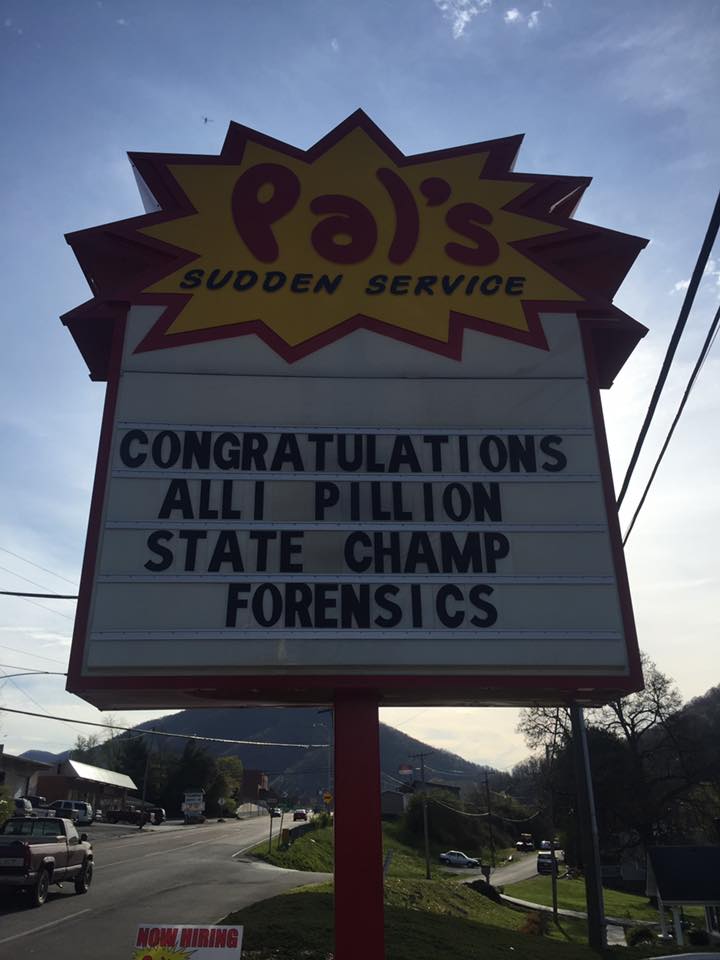 Pal's
SUDDEN SERVICE
CONGRATULATIONS
ALLI PILLION
STATE CHAMP
FORENSICS
NOW HIRING